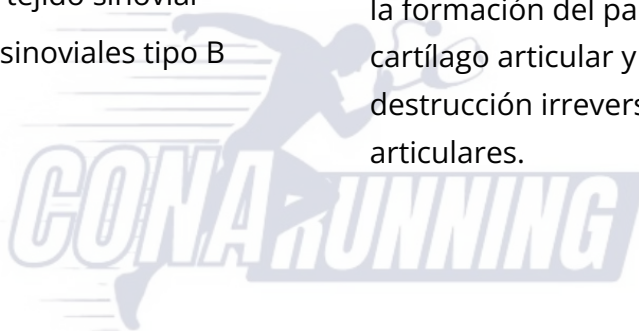 tejido sinovial
sinoviales tipo B
la formación del pa
cartílago articular y
destrucción irrevers
articulares.
CONARUNNING